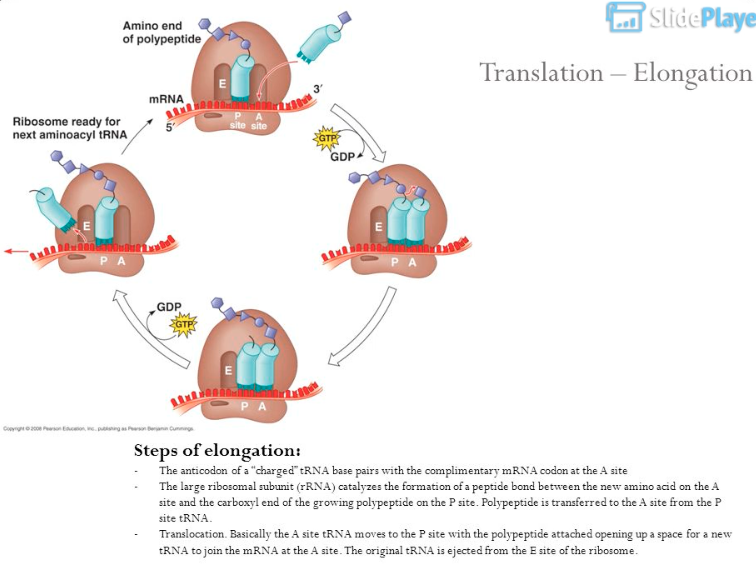 SlidePlaye
Translation – Elongation
Amino end
of polypeptide
E
mRNA
3′
5′
P A
site site
Ribosome ready for
next aminoacyl tRNA
GTP
GDP
E
P A
E
P A
GDP
GTP
E
P A
Copyright © 2008 Pearson Education, Inc., publishing as Pearson Benjamin Cummings.
Steps of elongation:
- The anticodon of a "charged" tRNA base pairs with the complimentary mRNA codon at the A site
- The large ribosomal subunit (rRNA) catalyzes the formation of a peptide bond between the new amino acid on the A
site and the carboxyl end of the growing polypeptide on the P site. Polypeptide is transferred to the A site from the P
site tRNA.
- Translocation. Basically the A site tRNA moves to the P site with the polypeptide attached opening up a space for a new
tRNA to join the mRNA at the A site. The original tRNA is ejected from the E site of the ribosome.